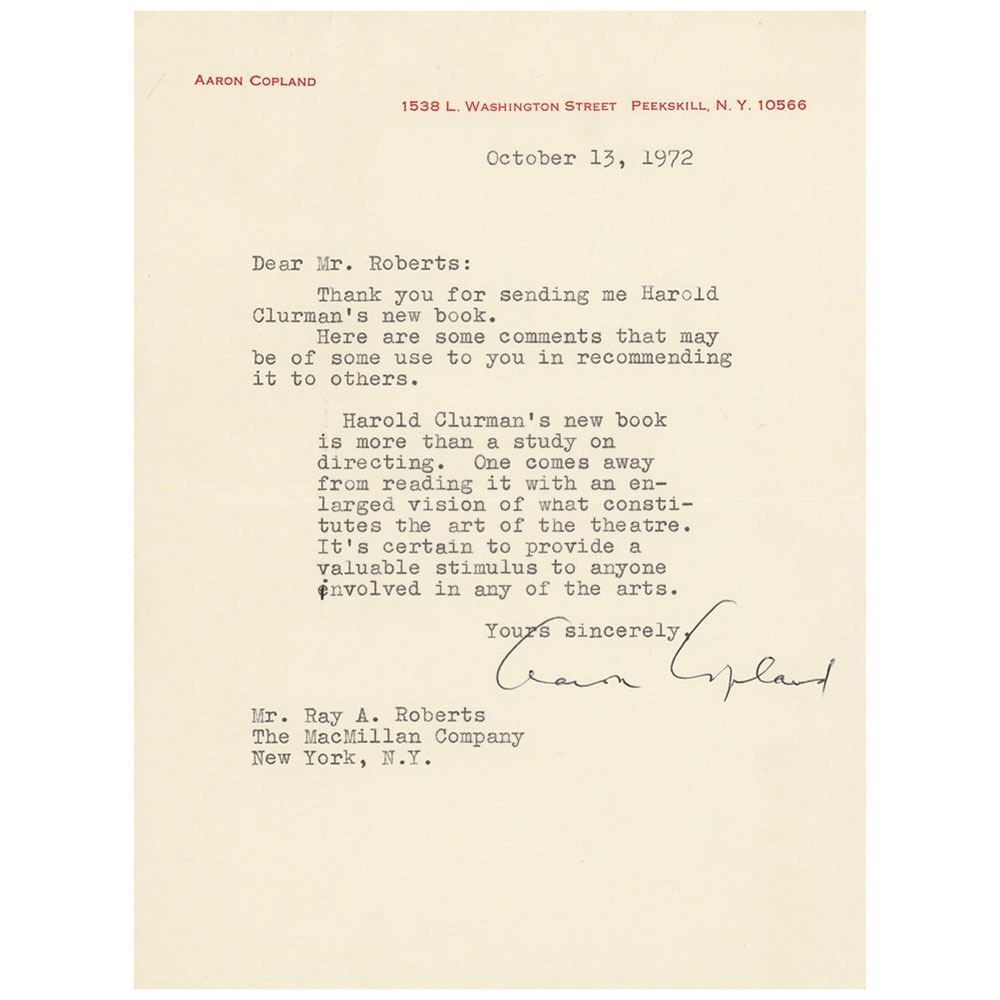 AARON COPLAND
1538 L. WASHINGTON STREET PEEKSKILL, N. Y. 10566
October 13, 1972
Dear Mr. Roberts:
Thank you for sending me Harold
Clurman's new book.
Here are some comments that may
be of some use to you in recommending
it to others.
Harold Clurman's new book
is more than a study on
directing. One comes away
from reading it with an en-
larged vision of what consti-
tutes the art of the theatre.
It's certain to provide a
valuable stimulus to anyone
involved in any of the arts.
Yours sincerely,
Aaron Copland
Mr. Ray A. Roberts
The MacMillan Company
New York, N.Y.